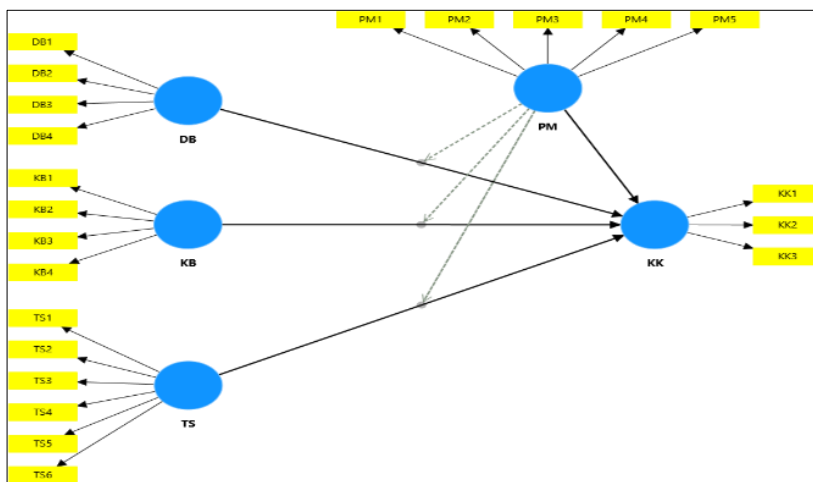 PM1 PM2 PM3 PM4 PM5
DB1
DB2
DB3
DB4
DB
PM
KB1
KB2
KB3
KB4
KB
KK1
KK2
KK3
KK
TS1
TS2
TS3
TS4
TS5
TS6
TS